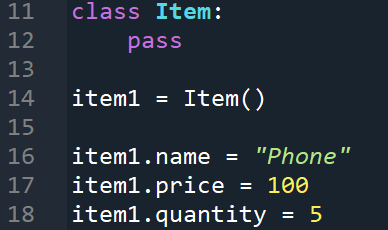 11 class Item:
12     pass
13
14 item1 = Item()
15
16 item1.name = "Phone"
17 item1.price = 100
18 item1.quantity = 5